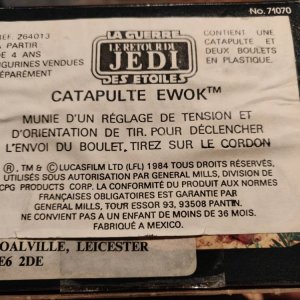 No. 71070
REF. 264013
A PARTIR
DE 4 ANS
FIGURINES VENDUES
SÉPARÉMENT
LA GUERRE
LE RETOUR DU
JEDI
DES ETOILES
CONTIENT UNE
CATAPULTE ET
DEUX BOULETS
EN PLASTIQUE.
CATAPULTE EWOK™
MUNIE D'UN RÉGLAGE DE TENSION ET
D'ORIENTATION DE TIR. POUR DÉCLENCHER
L'ENVOI DU BOULET, TIREZ SUR LE CORDON
®, TM & © LUCASFILM LTD (LFL) 1984 TOUS DROITS RÉSERVÉS,
UTILISÉS SOUS AUTORISATION PAR GENERAL MILLS, DIVISION DE
CPG PRODUCTS CORP. LA CONFORMITÉ DU PRODUIT AUX NORMES
FRANÇAISES OBLIGATOIRES EST GARANTIE PAR
GENERAL MILLS, TOUR ESSOR 93, 93508 PANTIN.
NE CONVIENT PAS A UN ENFANT DE MOINS DE 36 MOIS.
FABRIQUÉ A MEXICO.
OALVILLE, LEICESTER
E6 2DE